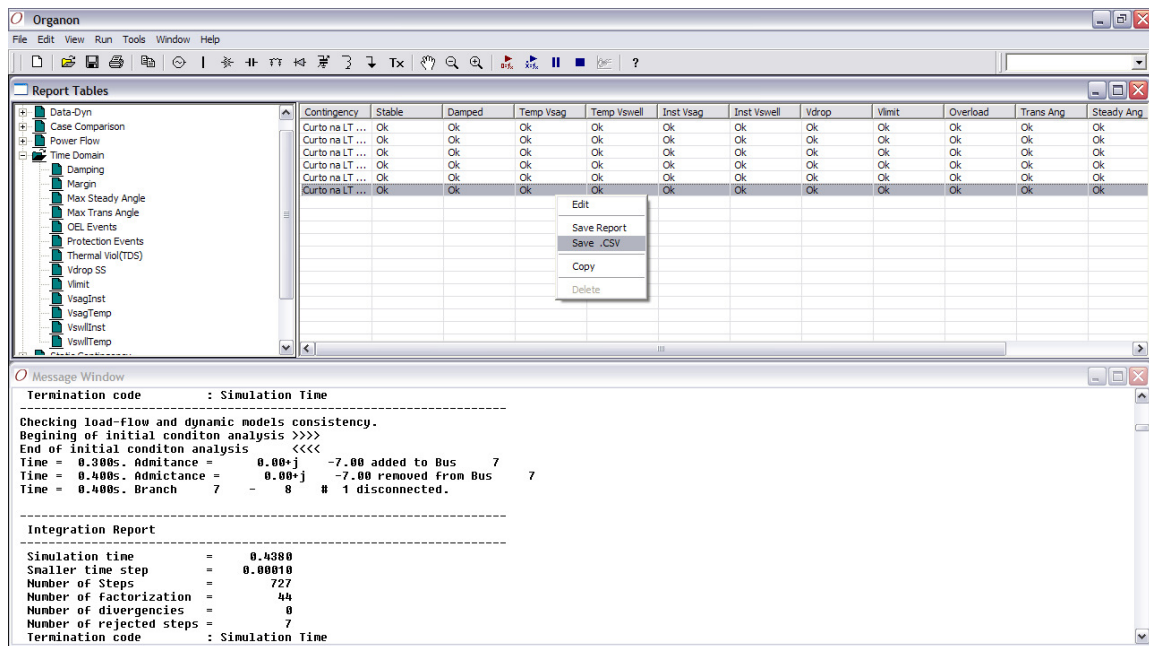 Organon
File Edit View Run Tools Window Help
Tx ?
Report Tables
Data-Dyn
Case Comparison
Power Flow
Time Domain
Damping
Margin
Max Steady Angle
Max Trans Angle
OEL Events
Protection Events
Thermal Viol(TDS)
Vdrop SS
Vlimit
VsagInst
VsagTemp
VswllInst
VswllTemp
Static Contingency
Contingency Stable Damped Temp Vsag Temp Vswell Inst Vsag Inst Vswell Vdrop Vlimit Overload Trans Ang Steady Ang
Curto na LT ... Ok Ok Ok Ok Ok Ok Ok Ok Ok Ok Ok
Curto na LT ... Ok Ok Ok Ok Ok Ok Ok Ok Ok Ok Ok
Curto na LT ... Ok Ok Ok Ok Ok Ok Ok Ok Ok Ok Ok
Curto na LT ... Ok Ok Ok Ok Ok Ok Ok Ok Ok Ok Ok
Curto na LT ... Ok Ok Ok Ok Ok Ok Ok Ok Ok Ok Ok
Curto na LT ... Ok Ok Ok Ok Ok Ok Ok Ok Ok Ok Ok
Edit
Save Report
Save .CSV
Copy
Delete
Message Window
Termination code : Simulation Time
--------------------------------------------------------------------
Checking load-flow and dynamic models consistency.
Begining of initial conditon analysis >>>>
End of initial conditon analysis <<<<
Time = 0.300s. Admitance = 0.00+j -7.00 added to Bus 7
Time = 0.400s. Admictance = 0.00+j -7.00 removed from Bus 7
Time = 0.400s. Branch 7 - 8 # 1 disconnected.
--------------------------------------------------------------------
Integration Report
--------------------------------------------------------------------
Simulation time = 0.4380
Smaller time step = 0.00010
Number of Steps = 727
Number of factorization = 44
Number of divergencies = 0
Number of rejected steps = 7
Termination code : Simulation Time